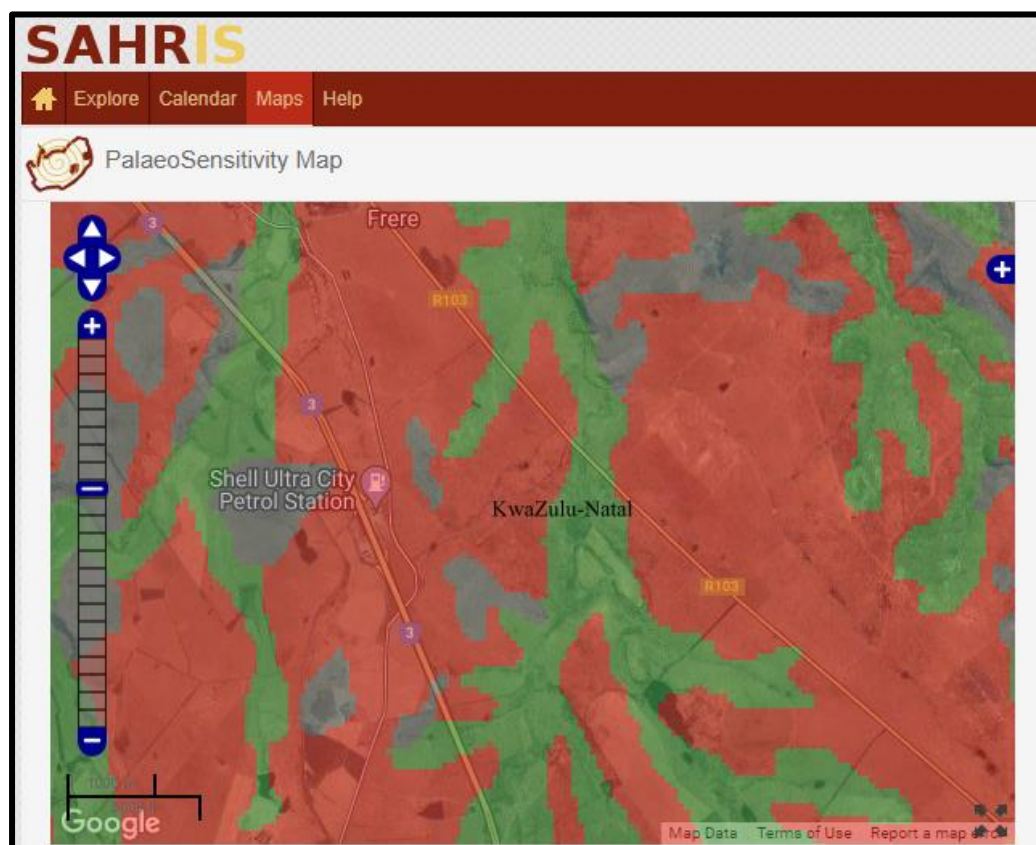 SAHRIS
Explore Calendar Maps Help
PalaeoSensitivity Map
3
Frere
R103
3
Shell Ultra City
Petrol Station
KwaZulu-Natal
R103
3
Google
Map Data Terms of Use Report a map error